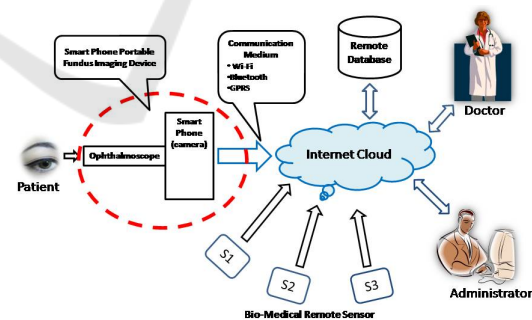 Smart Phone Portable
Fundus Imaging Device
Communication
Medium
• Wi-Fi
•Bluetooth
•GPRS
Remote
Database
Doctor
Smart
Phone
(camera)
Ophthalmoscope
Patient
Internet Cloud
S1
S2
S3
Administrator
Bio-Medical Remote Sensor